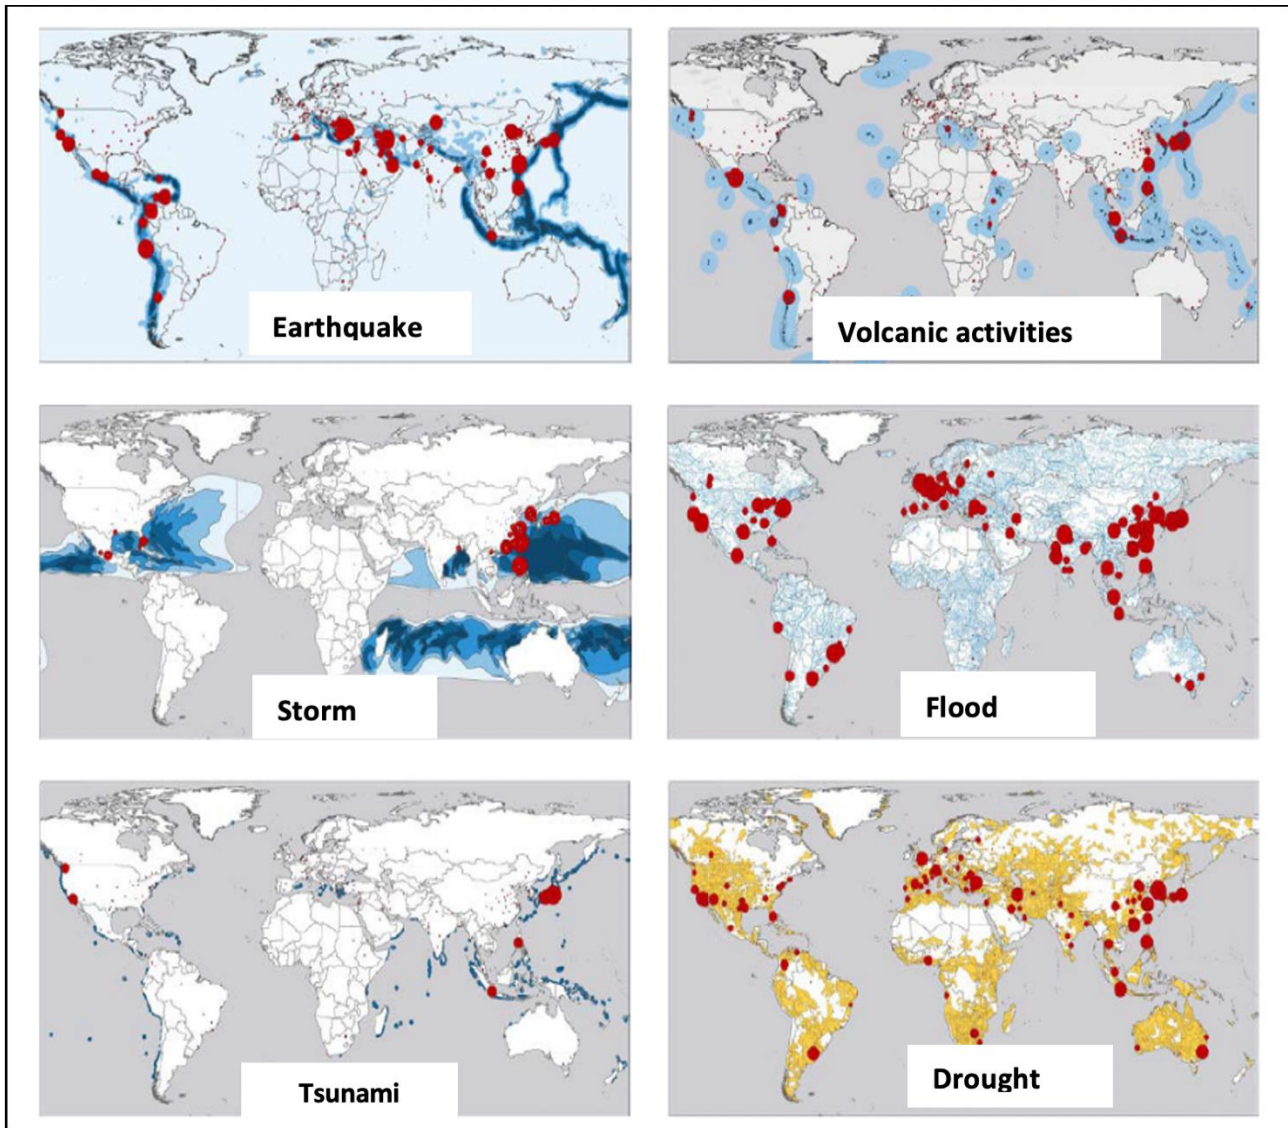 Earthquake
Volcanic activities
Storm
Flood
Tsunami
Drought